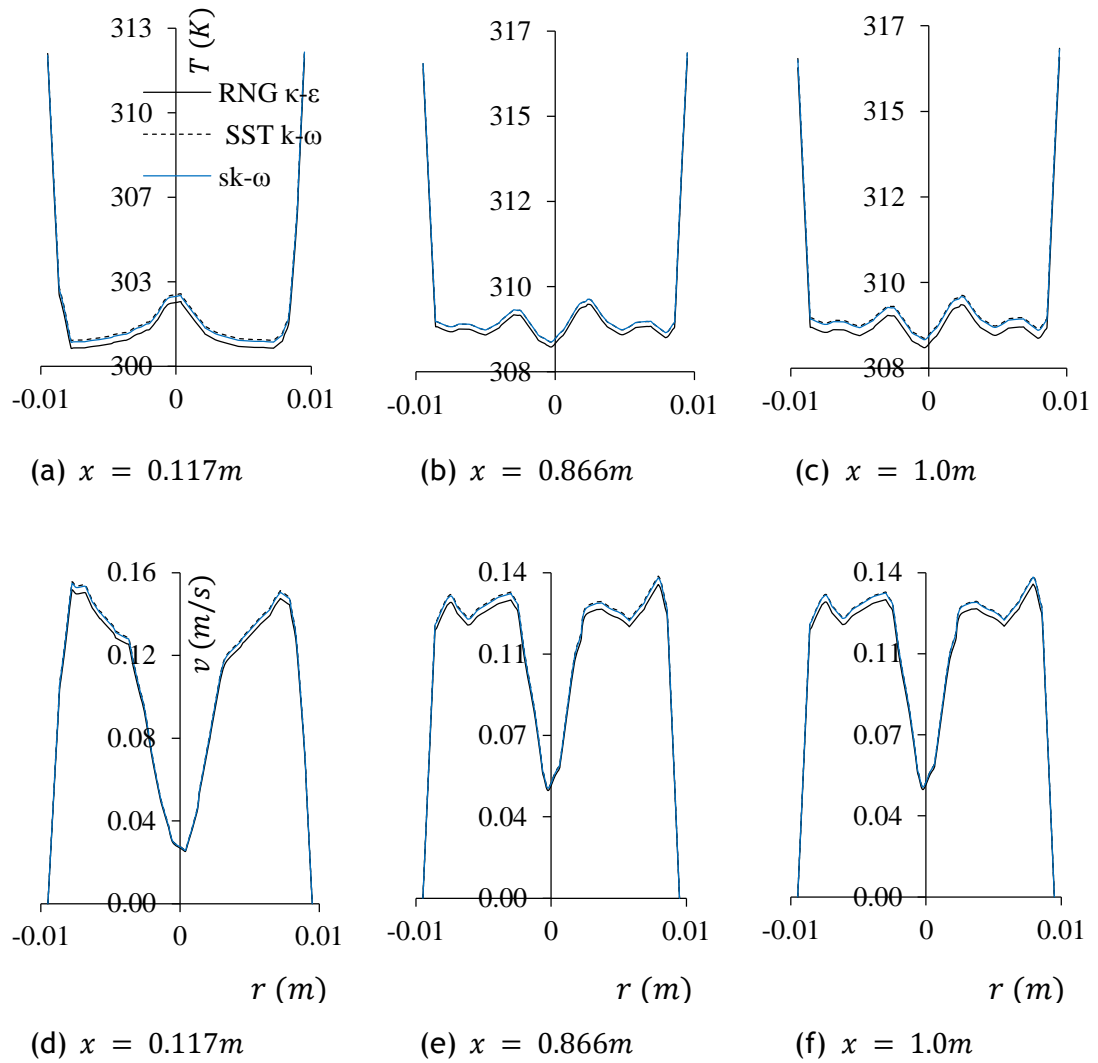 313
T (K)
RNG κ-ε
310
SST k-ω
sk-ω
307
303
300
-0.01 0 0.01
(a) x = 0.117m
317
315
312
310
308
-0.01 0 0.01
(b) x = 0.866m
317
315
312
310
308
-0.01 0 0.01
(c) x = 1.0m
0.16
v (m/s)
0.12
0.08
0.04
0.00
-0.01 0 0.01
r (m)
(d) x = 0.117m
0.14
0.11
0.07
0.04
0.00
-0.01 0 0.01
r (m)
(e) x = 0.866m
0.14
0.11
0.07
0.04
0.00
-0.01 0 0.01
r (m)
(f) x = 1.0m